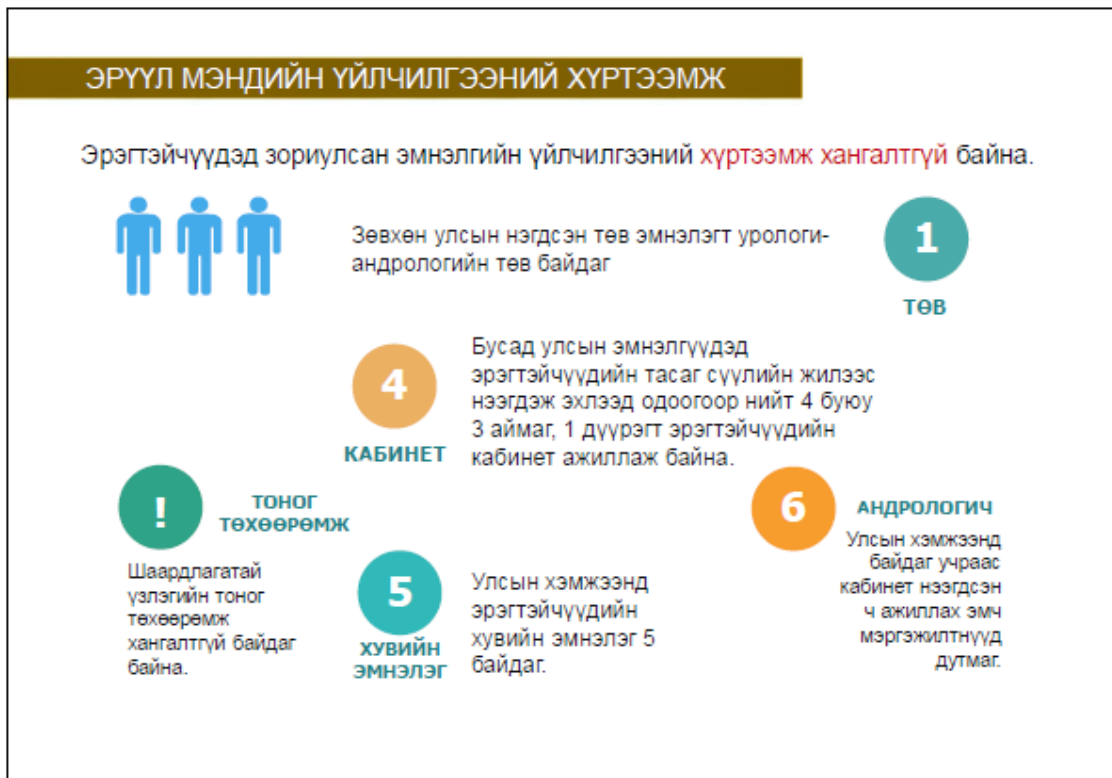 ЭРҮҮЛ МЭНДИЙН ҮЙЛЧИЛГЭЭНИЙ ХҮРТЭЭМЖ
Эрэгтэйчүүдэд зориулсан эмнэлгийн үйлчилгээний хүртээмж хангалтгүй байна.
Зөвхөн улсын нэгдсэн төв эмнэлэгт урологи-
андрологийн төв байдаг
1
ТӨВ
4
КАБИНЕТ
Бусад улсын эмнэлгүүдэд
эрэгтэйчүүдийн тасаг сүүлийн жилээс
нээгдэж эхлээд одоогоор нийт 4 буюу
3 аймаг, 1 дүүрэгт эрэгтэйчүүдийн
кабинет ажиллаж байна.
!
ТОНОГ
ТӨХӨӨРӨМЖ
Шаардлагатай
үзлэгийн тоног
төхөөрөмж
хангалтгүй байдаг
байна.
5
ХУВИЙН
ЭМНЭЛЭГ
Улсын хэмжээнд
эрэгтэйчүүдийн
хувийн эмнэлэг 5
байдаг.
6
АНДРОЛОГИЧ
Улсын хэмжээнд
байдаг учраас
кабинет нээгдсэн
ч ажиллах эмч
мэргэжилтнүүд
дутмаг.